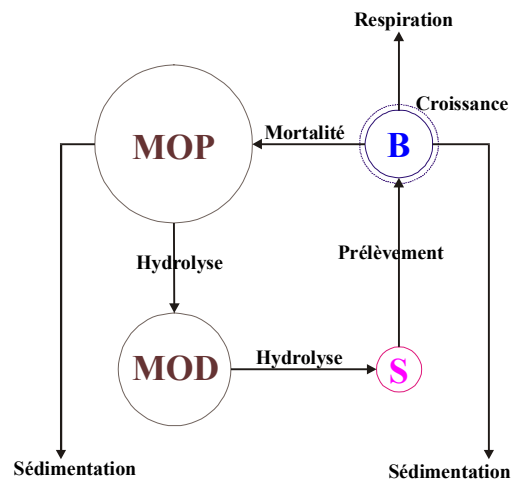 Respiration
Croissance
MOP
Mortalité
B
Hydrolyse
Prélèvement
MOD
Hydrolyse
S
Sédimentation
Sédimentation